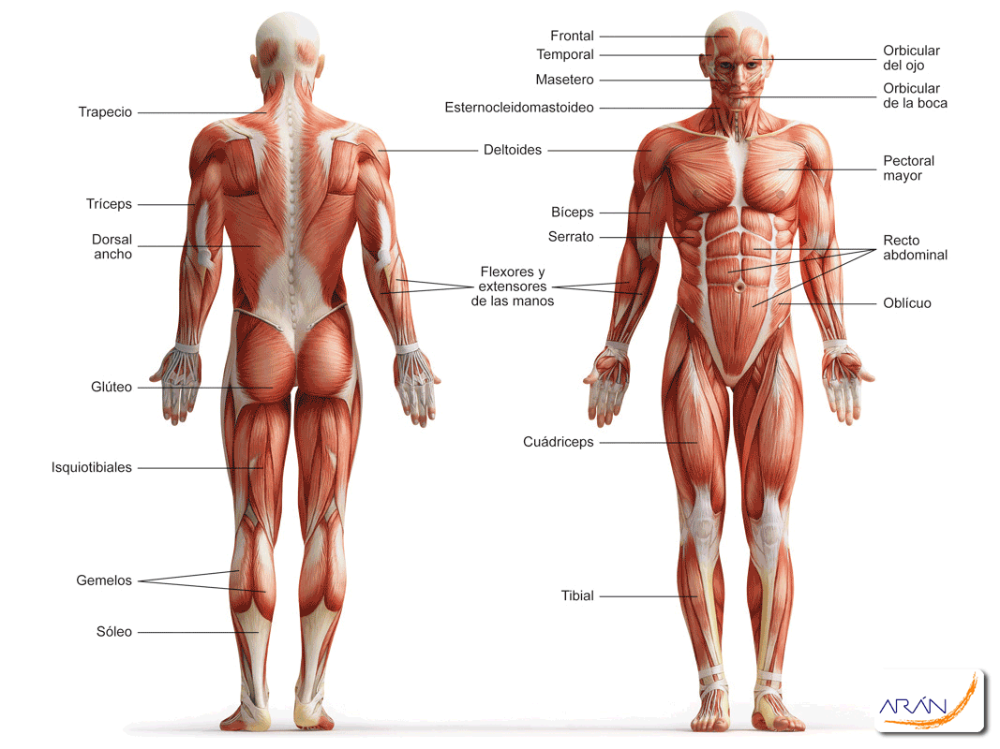 Trapecio
Tríceps
Dorsal
ancho
Glúteo
Isquiotibiales
Gemelos
Sóleo
Frontal
Temporal
Masetero
Esternocleidomastoideo
Deltoides
Bíceps
Serrato
Flexores y
extensores
de las manos
Cuádriceps
Tibial
Orbicular
del ojo
Orbicular
de la boca
Pectoral
mayor
Recto
abdominal
Oblícuo
ARÁN